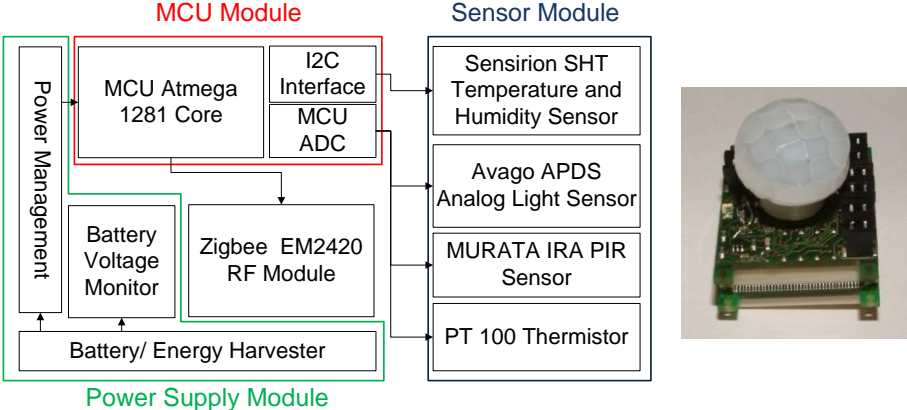 MCU Module
Sensor Module
Power Management
MCU Atmega
1281 Core
I2C
Interface
MCU
ADC
Sensirion SHT
Temperature and
Humidity Sensor
Avago APDS
Analog Light Sensor
Battery
Voltage
Monitor
Zigbee EM2420
RF Module
MURATA IRA PIR
Sensor
PT 100 Thermistor
Battery/ Energy Harvester
Power Supply Module